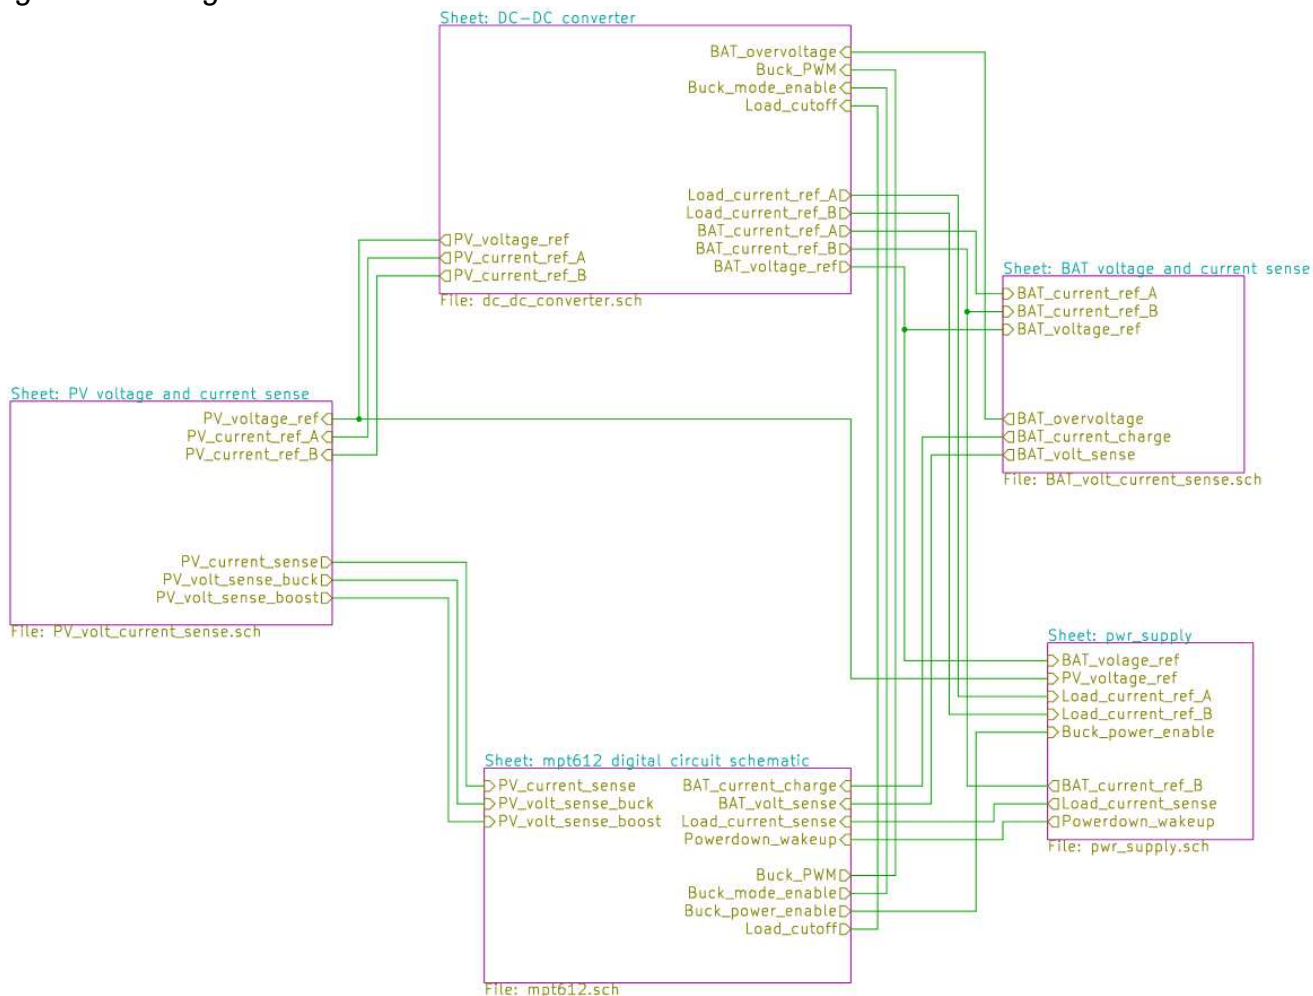 Sheet: DC-DC converter
BAT_overvoltage
Buck_PWM
Buck_mode_enable
Load_cutoff
Load_current_ref_A
Load_current_ref_B
BAT_current_ref_A
BAT_current_ref_B
BAT_voltage_ref
PV_voltage_ref
PV_current_ref_A
PV_current_ref_B
File: dc_dc_converter.sch
Sheet: BAT voltage and current sense
BAT_current_ref_A
BAT_current_ref_B
BAT_voltage_ref
BAT_overvoltage
BAT_current_charge
BAT_volt_sense
File: BAT_volt_current_sense.sch
Sheet: PV voltage and current sense
PV_voltage_ref
PV_current_ref_A
PV_current_ref_B
PV_current_sense
PV_volt_sense_buck
PV_volt_sense_boost
File: PV_volt_current_sense.sch
Sheet: pwr_supply
BAT_volage_ref
PV_voltage_ref
Load_current_ref_A
Load_current_ref_B
Buck_power_enable
BAT_current_ref_B
Load_current_sense
Powerdown_wakeup
File: pwr_supply.sch
Sheet: mpt612 digital circuit schematic
PV_current_sense
PV_volt_sense_buck
PV_volt_sense_boost
BAT_current_charge
BAT_volt_sense
Load_current_sense
Powerdown_wakeup
Buck_PWM
Buck_mode_enable
Buck_power_enable
Load_cutoff
File: mpt612.sch